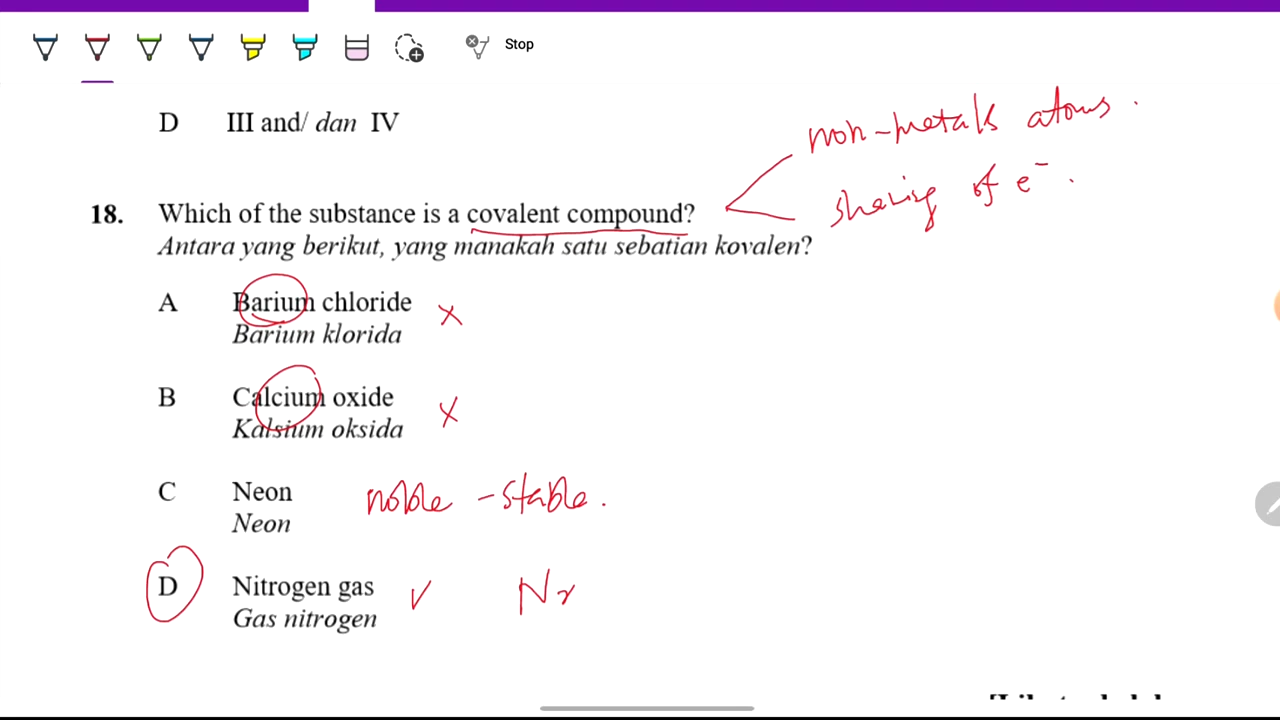 Stop
D III and/ dan IV
non-metals atoms.
sharing of e⁻.
18. Which of the substance is a covalent compound?
Antara yang berikut, yang manakah satu sebatian kovalen?
A Barium chloride
Barium klorida
B Calcium oxide
Kalsium oksida
C Neon noble - stable.
Neon
D Nitrogen gas N₂
Gas nitrogen